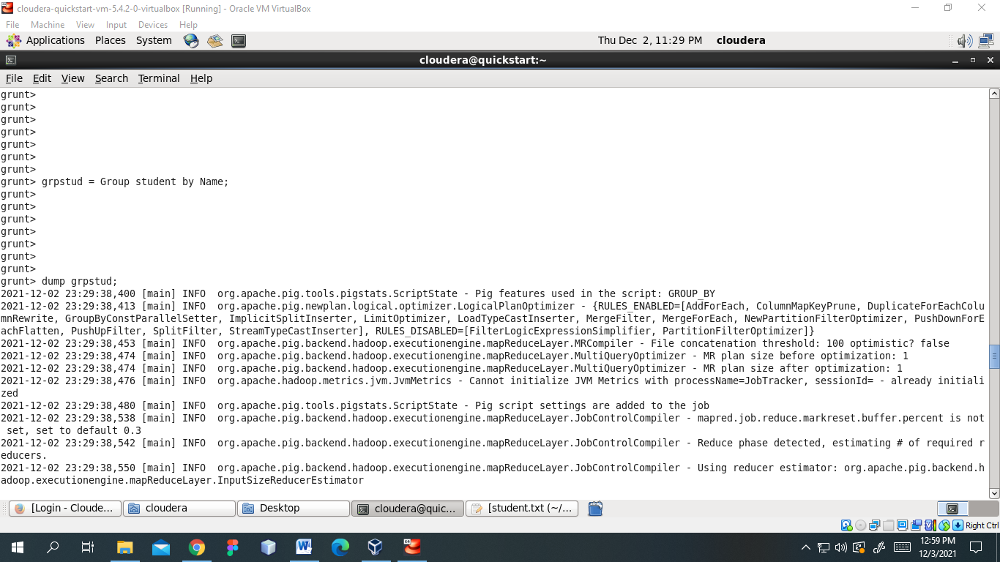 cloudera-quickstart-vm-5.4.2-0-virtualbox [Running] - Oracle VM VirtualBox
File Machine View Input Devices Help
Applications Places System Thu Dec 2, 11:29 PM cloudera
cloudera@quickstart:~
File Edit View Search Terminal Help
grunt>
grunt>
grunt>
grunt>
grunt>
grunt>
grunt>
grunt> grpstud = Group student by Name;
grunt>
grunt>
grunt>
grunt>
grunt>
grunt>
grunt>
grunt> dump grpstud;
2021-12-02 23:29:38,400 [main] INFO  org.apache.pig.tools.pigstats.ScriptState - Pig features used in the script: GROUP_BY
2021-12-02 23:29:38,413 [main] INFO  org.apache.pig.newplan.logical.optimizer.LogicalPlanOptimizer - {RULES_ENABLED=[AddForEach, ColumnMapKeyPrune, DuplicateForEachColu
mnRewrite, GroupByConstParallelSetter, ImplicitSplitInserter, LimitOptimizer, LoadTypeCastInserter, MergeFilter, MergeForEach, NewPartitionFilterOptimizer, PushDownForE
achFlatten, PushUpFilter, SplitFilter, StreamTypeCastInserter], RULES_DISABLED=[FilterLogicExpressionSimplifier, PartitionFilterOptimizer]}
2021-12-02 23:29:38,453 [main] INFO  org.apache.pig.backend.hadoop.executionengine.mapReduceLayer.MRCompiler - File concatenation threshold: 100 optimistic? false
2021-12-02 23:29:38,474 [main] INFO  org.apache.pig.backend.hadoop.executionengine.mapReduceLayer.MultiQueryOptimizer - MR plan size before optimization: 1
2021-12-02 23:29:38,474 [main] INFO  org.apache.pig.backend.hadoop.executionengine.mapReduceLayer.MultiQueryOptimizer - MR plan size after optimization: 1
2021-12-02 23:29:38,476 [main] INFO  org.apache.hadoop.metrics.jvm.JvmMetrics - Cannot initialize JVM Metrics with processName=JobTracker, sessionId= - already initiali
zed
2021-12-02 23:29:38,480 [main] INFO  org.apache.pig.tools.pigstats.ScriptState - Pig script settings are added to the job
2021-12-02 23:29:38,538 [main] INFO  org.apache.pig.backend.hadoop.executionengine.mapReduceLayer.JobControlCompiler - mapred.job.reduce.markreset.buffer.percent is not
 set, set to default 0.3
2021-12-02 23:29:38,542 [main] INFO  org.apache.pig.backend.hadoop.executionengine.mapReduceLayer.JobControlCompiler - Reduce phase detected, estimating # of required r
educers.
2021-12-02 23:29:38,550 [main] INFO  org.apache.pig.backend.hadoop.executionengine.mapReduceLayer.JobControlCompiler - Using reducer estimator: org.apache.pig.backend.h
adoop.executionengine.mapReduceLayer.InputSizeReducerEstimator
[Login - Cloude... cloudera Desktop cloudera@quic... [student.txt (~/...
Right Ctrl
12:59 PM
12/3/2021